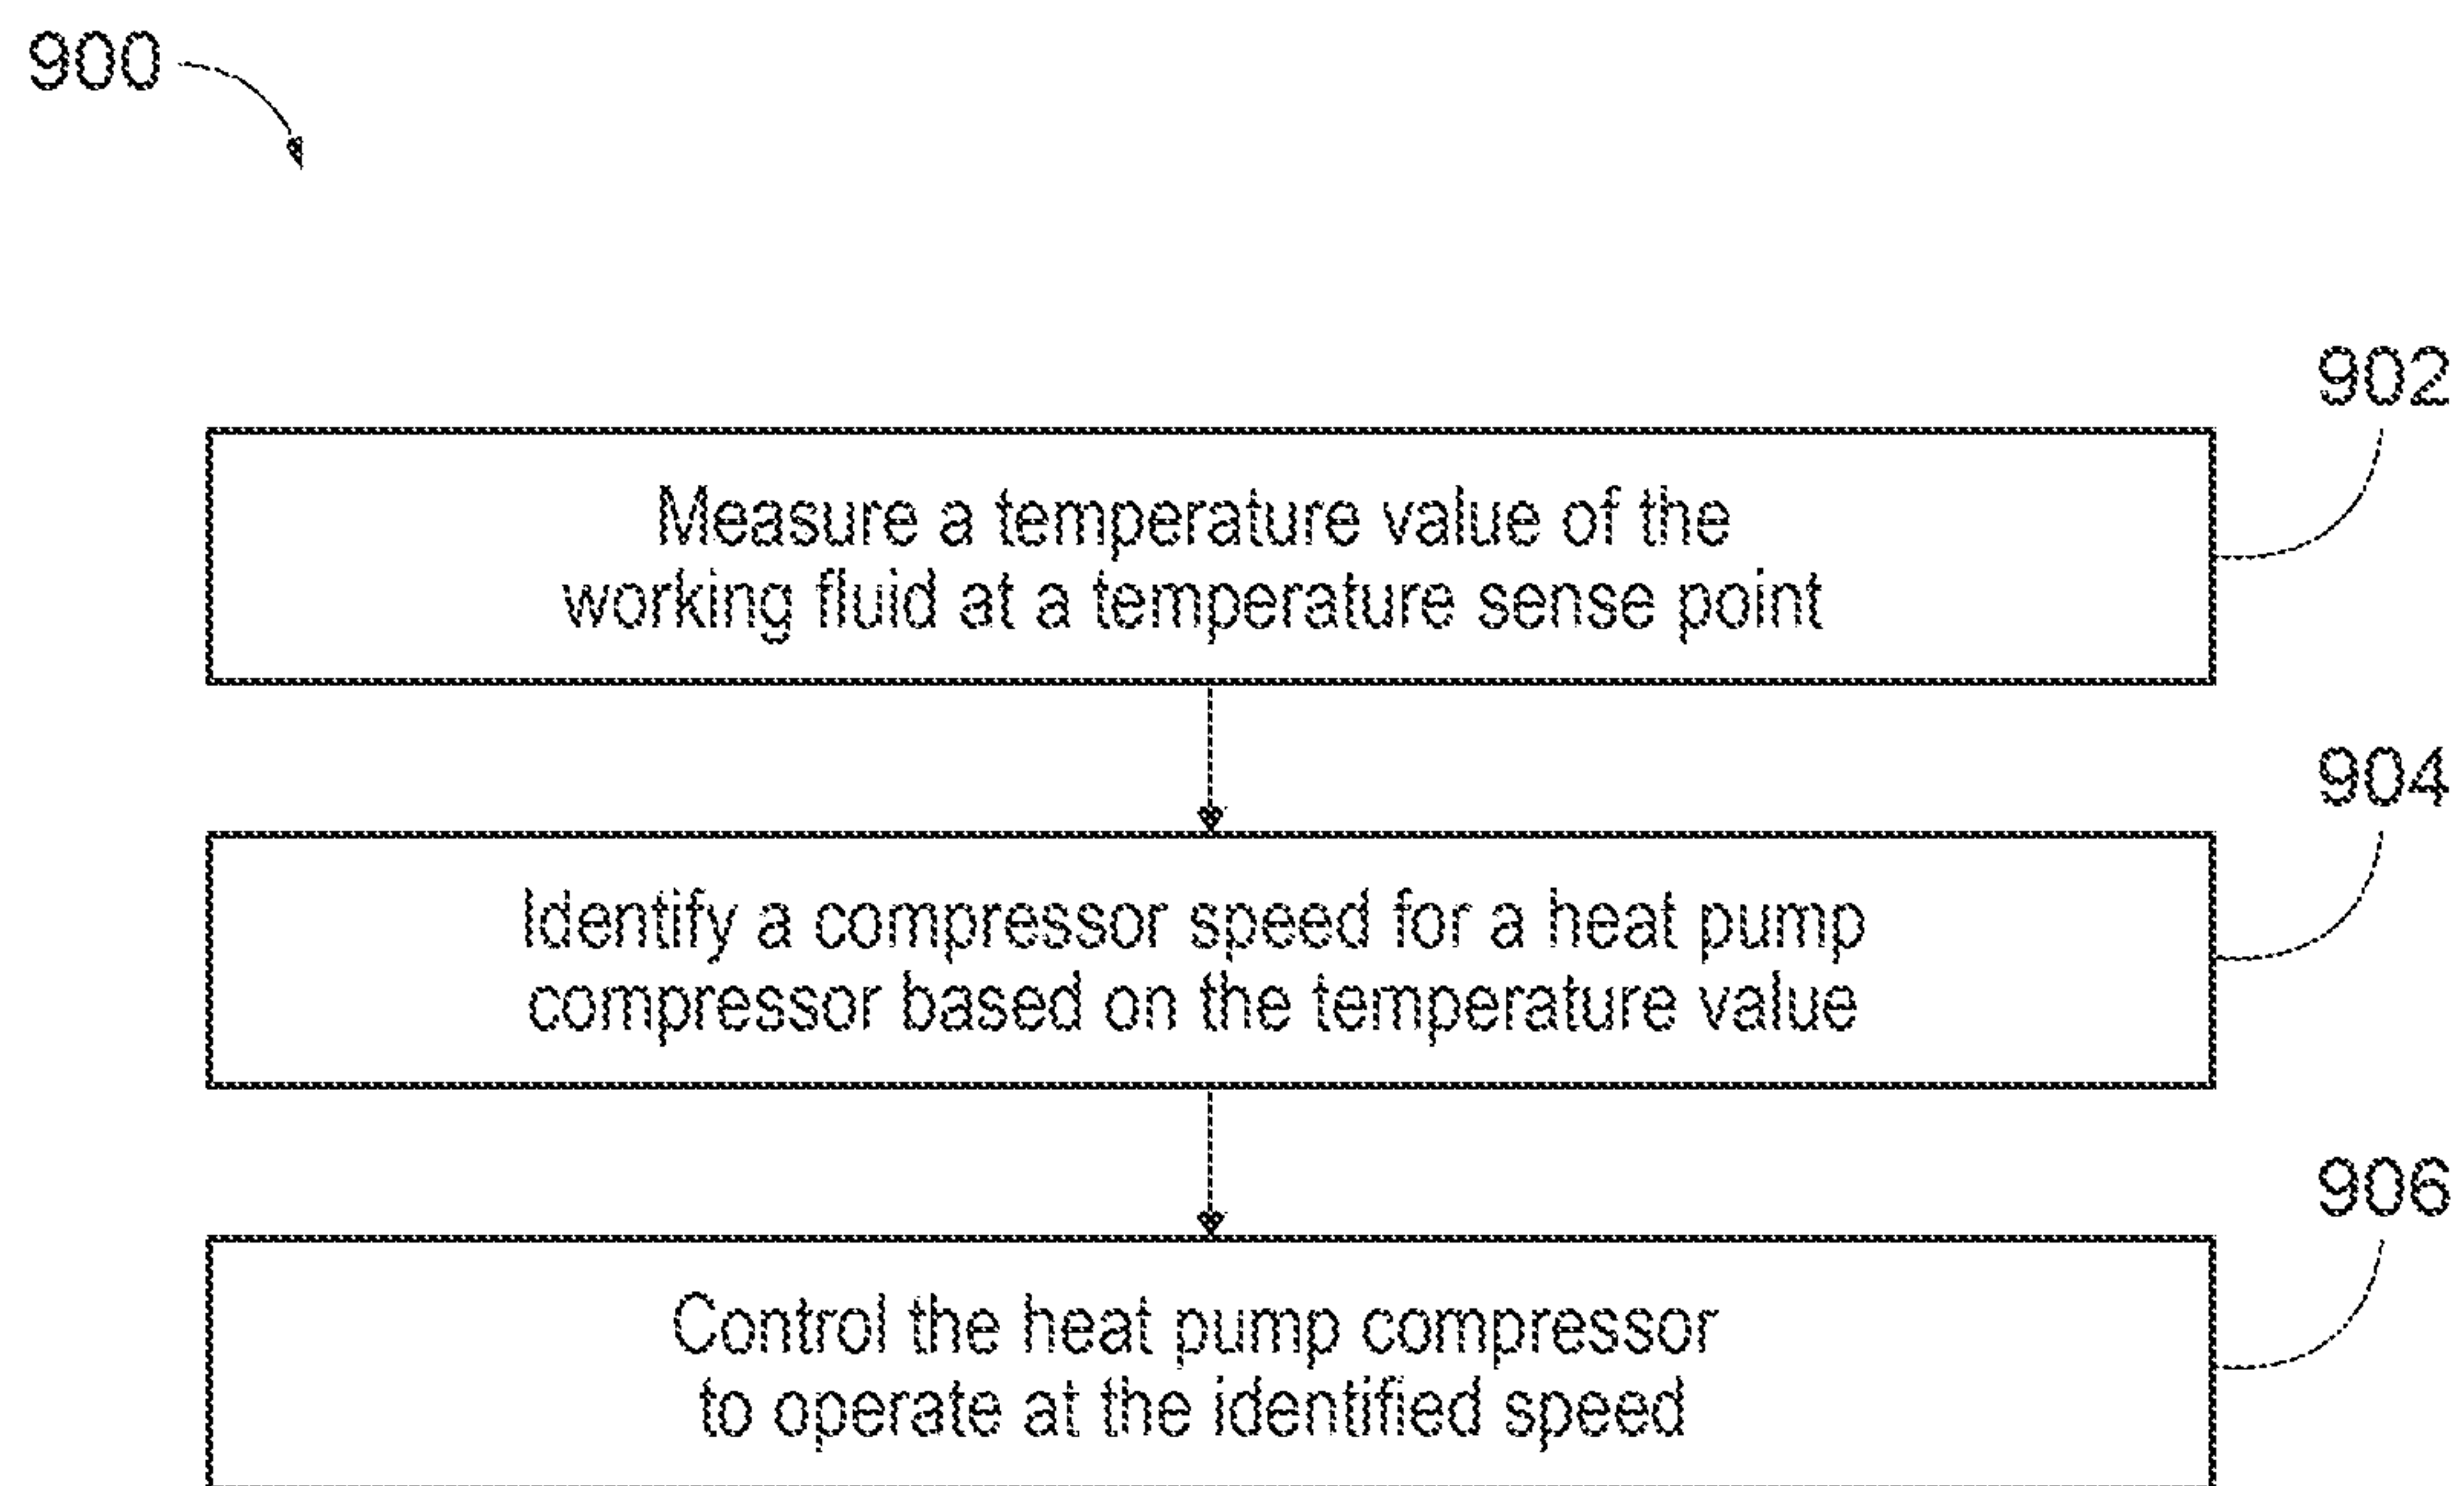 900
902
Measure a temperature value of the
working fluid at a temperature sense point
904
Identify a compressor speed for a heat pump
compressor based on the temperature value
906
Control the heat pump compressor
to operate at the identified speed